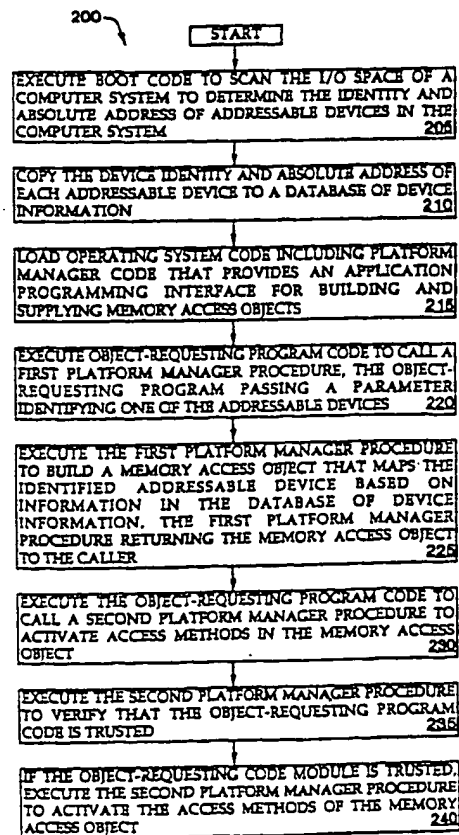 200
START
EXECUTE BOOT CODE TO SCAN THE I/O SPACE OF A
COMPUTER SYSTEM TO DETERMINE THE IDENTITY AND
ABSOLUTE ADDRESS OF ADDRESSABLE DEVICES IN THE
COMPUTER SYSTEM 205
COPY THE DEVICE IDENTITY AND ABSOLUTE ADDRESS OF
EACH ADDRESSABLE DEVICE TO A DATABASE OF DEVICE
INFORMATION 210
LOAD OPERATING SYSTEM CODE INCLUDING PLATFORM
MANAGER CODE THAT PROVIDES AN APPLICATION
PROGRAMMING INTERFACE FOR BUILDING AND
SUPPLYING MEMORY ACCESS OBJECTS 215
EXECUTE OBJECT-REQUESTING PROGRAM CODE TO CALL A
FIRST PLATFORM MANAGER PROCEDURE, THE OBJECT-
REQUESTING PROGRAM PASSING A PARAMETER
IDENTIFYING ONE OF THE ADDRESSABLE DEVICES 220
EXECUTE THE FIRST PLATFORM MANAGER PROCEDURE
TO BUILD A MEMORY ACCESS OBJECT THAT MAPS THE
IDENTIFIED ADDRESSABLE DEVICE BASED ON
INFORMATION IN THE DATABASE OF DEVICE
INFORMATION, THE FIRST PLATFORM MANAGER
PROCEDURE RETURNING THE MEMORY ACCESS OBJECT
TO THE CALLER 225
EXECUTE THE OBJECT-REQUESTING PROGRAM CODE TO
CALL A SECOND PLATFORM MANAGER PROCEDURE TO
ACTIVATE ACCESS METHODS IN THE MEMORY ACCESS
OBJECT 230
EXECUTE THE SECOND PLATFORM MANAGER PROCEDURE
TO VERIFY THAT THE OBJECT-REQUESTING PROGRAM
CODE IS TRUSTED 235
IF THE OBJECT-REQUESTING CODE MODULE IS TRUSTED,
EXECUTE THE SECOND PLATFORM MANAGER PROCEDURE
TO ACTIVATE THE ACCESS METHODS OF THE MEMORY
ACCESS OBJECT 240